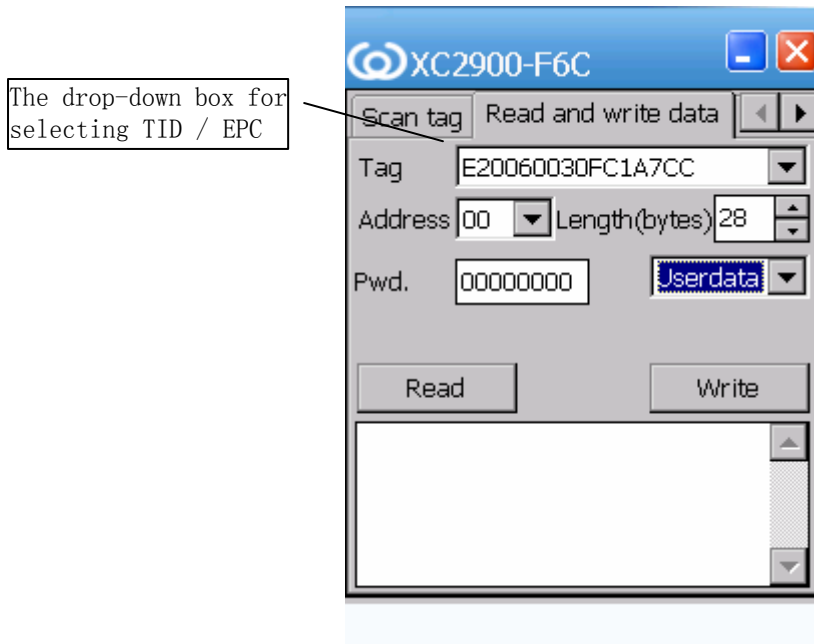 XC2900-F6C
The drop-down box for
selecting TID / EPC
Scan tag Read and write data
Tag E20060030FC1A7CC
Address 00 Length(bytes) 28
Pwd. 00000000 Userdata
Read Write